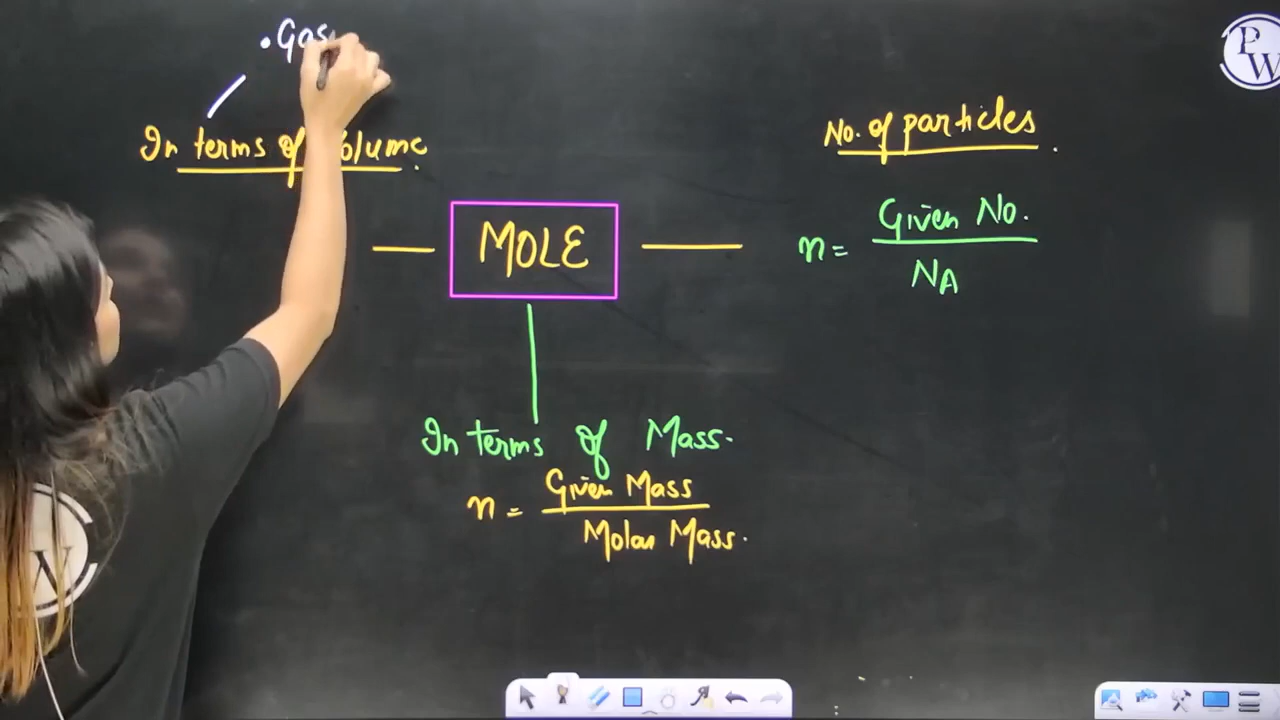 .Gas
PW
In terms of Volume.
No. of particles.
MOLE
n = Given No. / NA
In terms of Mass.
n = Given Mass / Molar Mass.
W